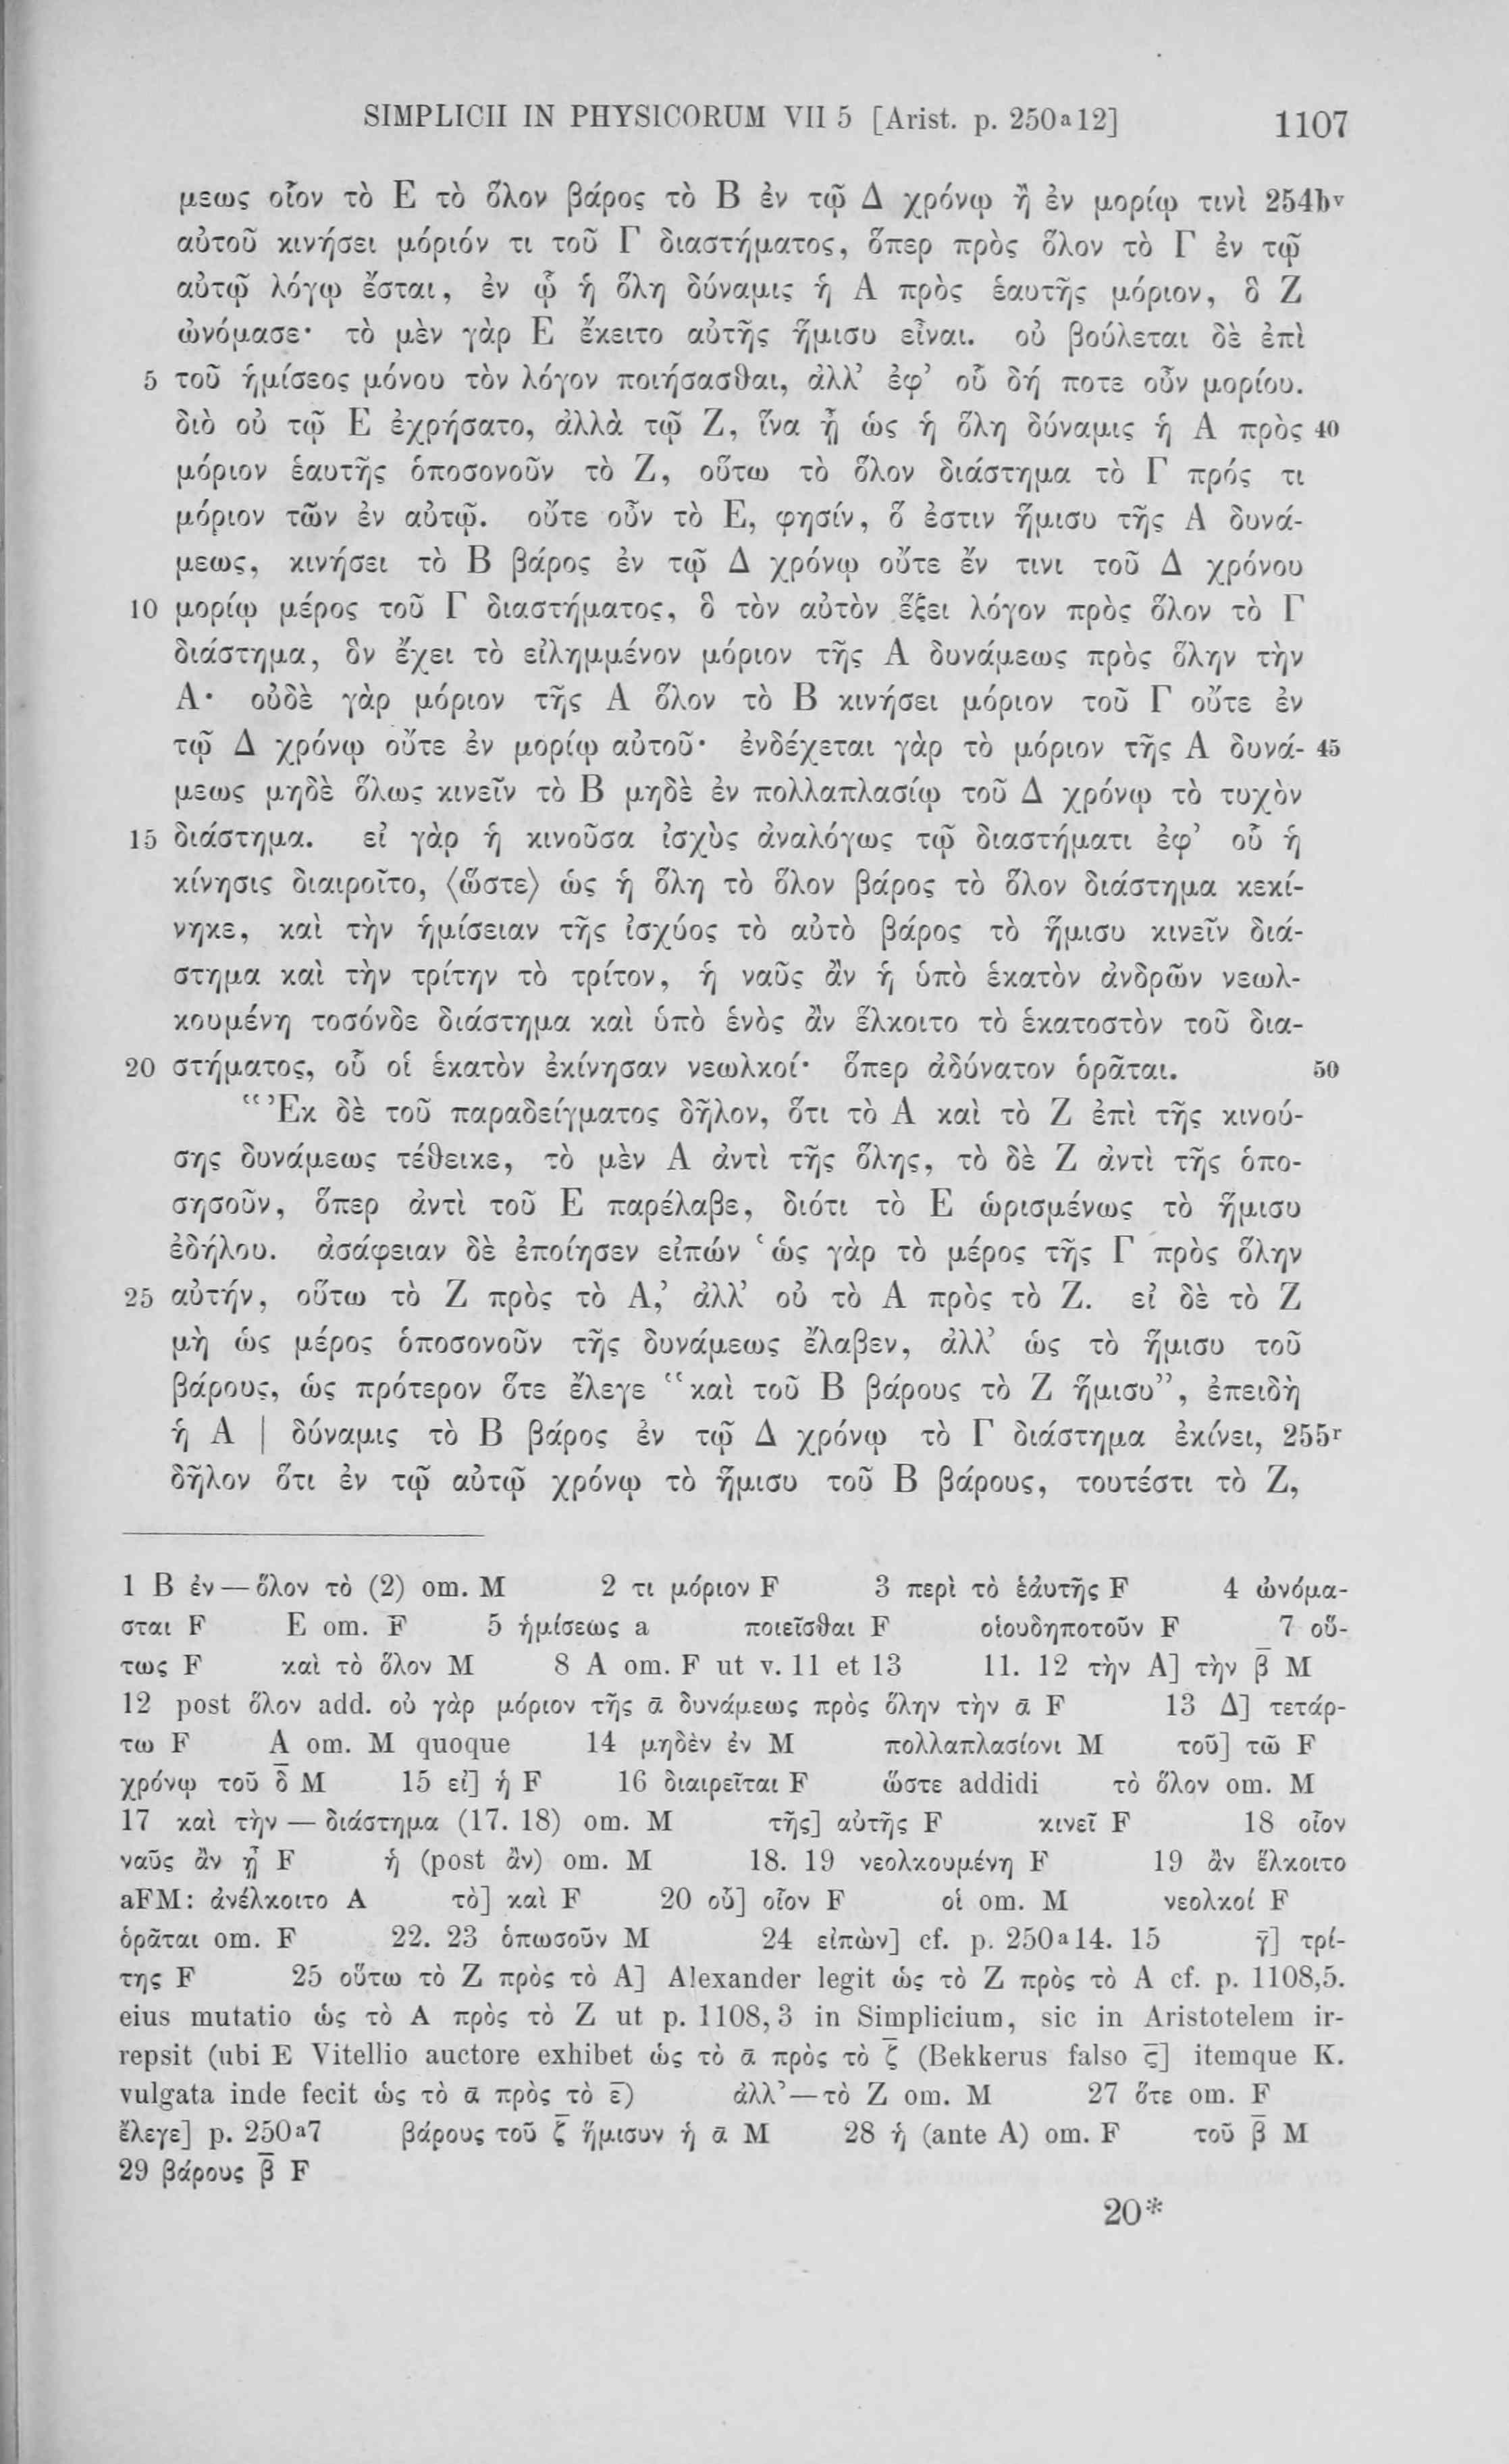 SIMPLICII IN PHYSICORUM VII 5 [Arist. p. 250a12] 1107
μεως οἷον τὸ Ε τὸ ὅλον βάρος τὸ Β ἐν τῷ Δ χρόνῳ ἢ ἐν μορίῳ τινὶ 254bv
αὐτοῦ κινήσει μόριόν τι τοῦ Γ διαστήματος, ὅπερ πρὸς ὅλον τὸ Γ ἐν τῷ
αὐτῷ λόγῳ ἔσται, ἐν ᾧ ἡ ὅλη δύναμις ἡ Α πρὸς ἑαυτῆς μόριον, ὃ Ζ
ὠνόμασε· τὸ μὲν γὰρ Ε ἔκειτο αὐτῆς ἥμισυ εἶναι. οὐ βούλεται δὲ ἐπὶ
5 τοῦ ἡμίσεος μόνου τὸν λόγον ποιήσασθαι, ἀλλ’ ἐφ’ οὗ δή ποτε οὖν μορίου.
διὸ οὐ τῷ Ε ἐχρήσατο, ἀλλὰ τῷ Ζ, ἵνα ᾖ ὡς ἡ ὅλη δύναμις ἡ Α πρὸς 40
μόριον ἑαυτῆς ὁποσονοῦν τὸ Ζ, οὕτω τὸ ὅλον διάστημα τὸ Γ πρός τι
μόριον τῶν ἐν αὐτῷ. οὔτε οὖν τὸ Ε, φησίν, ὅ ἐστιν ἥμισυ τῆς Α δυνά-
μεως, κινήσει τὸ Β βάρος ἐν τῷ Δ χρόνῳ οὔτε ἔν τινι τοῦ Δ χρόνου
10 μορίῳ μέρος τοῦ Γ διαστήματος, ὃ τὸν αὐτὸν ἕξει λόγον πρὸς ὅλον τὸ Γ
διάστημα, ὃν ἔχει τὸ εἰλημμένον μόριον τῆς Α δυνάμεως πρὸς ὅλην τὴν
Α· οὐδὲ γὰρ μόριον τῆς Α ὅλον τὸ Β κινήσει μόριον τοῦ Γ οὔτε ἐν
τῷ Δ χρόνῳ οὔτε ἐν μορίῳ αὐτοῦ· ἐνδέχεται γὰρ τὸ μόριον τῆς Α δυνά- 45
μεως μηδὲ ὅλως κινεῖν τὸ Β μηδὲ ἐν πολλαπλασίῳ τοῦ Δ χρόνῳ τὸ τυχὸν
15 διάστημα. εἰ γὰρ ἡ κινοῦσα ἰσχὺς ἀναλόγως τῷ διαστήματι ἐφ’ οὗ ἡ
κίνησις διαιροῖτο, 〈ὥστε〉 ὡς ἡ ὅλη τὸ ὅλον βάρος τὸ ὅλον διάστημα κεκί-
νηκε, καὶ τὴν ἡμίσειαν τῆς ἰσχύος τὸ αὐτὸ βάρος τὸ ἥμισυ κινεῖν διά-
στημα καὶ τὴν τρίτην τὸ τρίτον, ἡ ναῦς ἂν ἡ ὑπὸ ἑκατὸν ἀνδρῶν νεωλ-
κουμένη τοσόνδε διάστημα καὶ ὑπὸ ἑνὸς ἂν ἕλκοιτο τὸ ἑκατοστὸν τοῦ δια-
20 στήματος, οὗ οἱ ἑκατὸν ἐκίνησαν νεωλκοί· ὅπερ ἀδύνατον ὁρᾶται. 50
“Ἐκ δὲ τοῦ παραδείγματος δῆλον, ὅτι τὸ Α καὶ τὸ Ζ ἐπὶ τῆς κινού-
σης δυνάμεως τέθεικε, τὸ μὲν Α ἀντὶ τῆς ὅλης, τὸ δὲ Ζ ἀντὶ τῆς ὁπο-
σησοῦν, ὅπερ ἀντὶ τοῦ Ε παρέλαβε, διότι τὸ Ε ὡρισμένως τὸ ἥμισυ
ἐδήλου. ἀσάφειαν δὲ ἐποίησεν εἰπών ‘ὡς γὰρ τὸ μέρος τῆς Γ πρὸς ὅλην
25 αὐτήν, οὕτω τὸ Ζ πρὸς τὸ Α,’ ἀλλ’ οὐ τὸ Α πρὸς τὸ Ζ. εἰ δὲ τὸ Ζ
μὴ ὡς μέρος ὁποσονοῦν τῆς δυνάμεως ἔλαβεν, ἀλλ’ ὡς τὸ ἥμισυ τοῦ
βάρους, ὡς πρότερον ὅτε ἔλεγε “καὶ τοῦ Β βάρους τὸ Ζ ἥμισυ”, ἐπειδὴ
ἡ Α | δύναμις τὸ Β βάρος ἐν τῷ Δ χρόνῳ τὸ Γ διάστημα ἐκίνει, 255r
δῆλον ὅτι ἐν τῷ αὐτῷ χρόνῳ τὸ ἥμισυ τοῦ Β βάρους, τουτέστι τὸ Ζ,
1 Β ἐν — ὅλον τὸ (2) om. M 2 τι μόριον F 3 περὶ τὸ ἑάυτῆς F 4 ὠνόμα-
σται F Ε om. F 5 ἡμίσεως a ποιεῖσθαι F οἱουδηποτοῦν F 7 οὕ-
τως F καὶ τὸ ὅλον M 8 Α om. F ut v. 11 et 13 11. 12 τὴν Α] τὴν β̄ M
12 post ὅλον add. οὐ γὰρ μόριον τῆς ᾱ δυνάμεως πρὸς ὅλην τὴν ᾱ F 13 Δ] τετάρ-
τω F Α om. M quoque 14 μηδὲν ἐν M πολλαπλασίονι M τοῦ] τῶ F
χρόνῳ τοῦ δ̄ M 15 εἰ] ἡ F 16 διαιρεῖται F ὥστε addidi τὸ ὅλον om. M
17 καὶ τὴν — διάστημα (17. 18) om. M τῆς] αὐτῆς F κινεῖ F 18 οἷον
ναῦς ἂν ᾖ F ἡ (post ἂν) om. M 18. 19 νεολκουμένη F 19 ἂν ἕλκοιτο
aFM: ἀνέλκοιτο A τὸ] καὶ F 20 οὗ] οἷον F οἱ om. M νεολκοί F
ὁρᾶται om. F 22. 23 ὁπωσοῦν M 24 εἰπὼν] cf. p. 250a14. 15 γ̄] τρί-
της F 25 οὕτω τὸ Ζ πρὸς τὸ Α] Alexander legit ὡς τὸ Ζ πρὸς τὸ Α cf. p. 1108,5.
eius mutatio ὡς τὸ Α πρὸς τὸ Ζ ut p. 1108,3 in Simplicium, sic in Aristotelem ir-
repsit (ubi E Vitellio auctore exhibet ὡς τὸ ᾱ πρὸς τὸ ζ̄ (Bekkerus falso ς̄] itemque K.
vulgata inde fecit ὡς τὸ ᾱ πρὸς τὸ ε̄) ἀλλ’—τὸ Ζ om. M 27 ὅτε om. F
ἔλεγε] p. 250a7 βάρους τοῦ ζ̄ ἥμισυν ἡ ᾱ M 28 ἡ (ante Α) om. F τοῦ β̄ M
29 βάρους β̄ F
20*